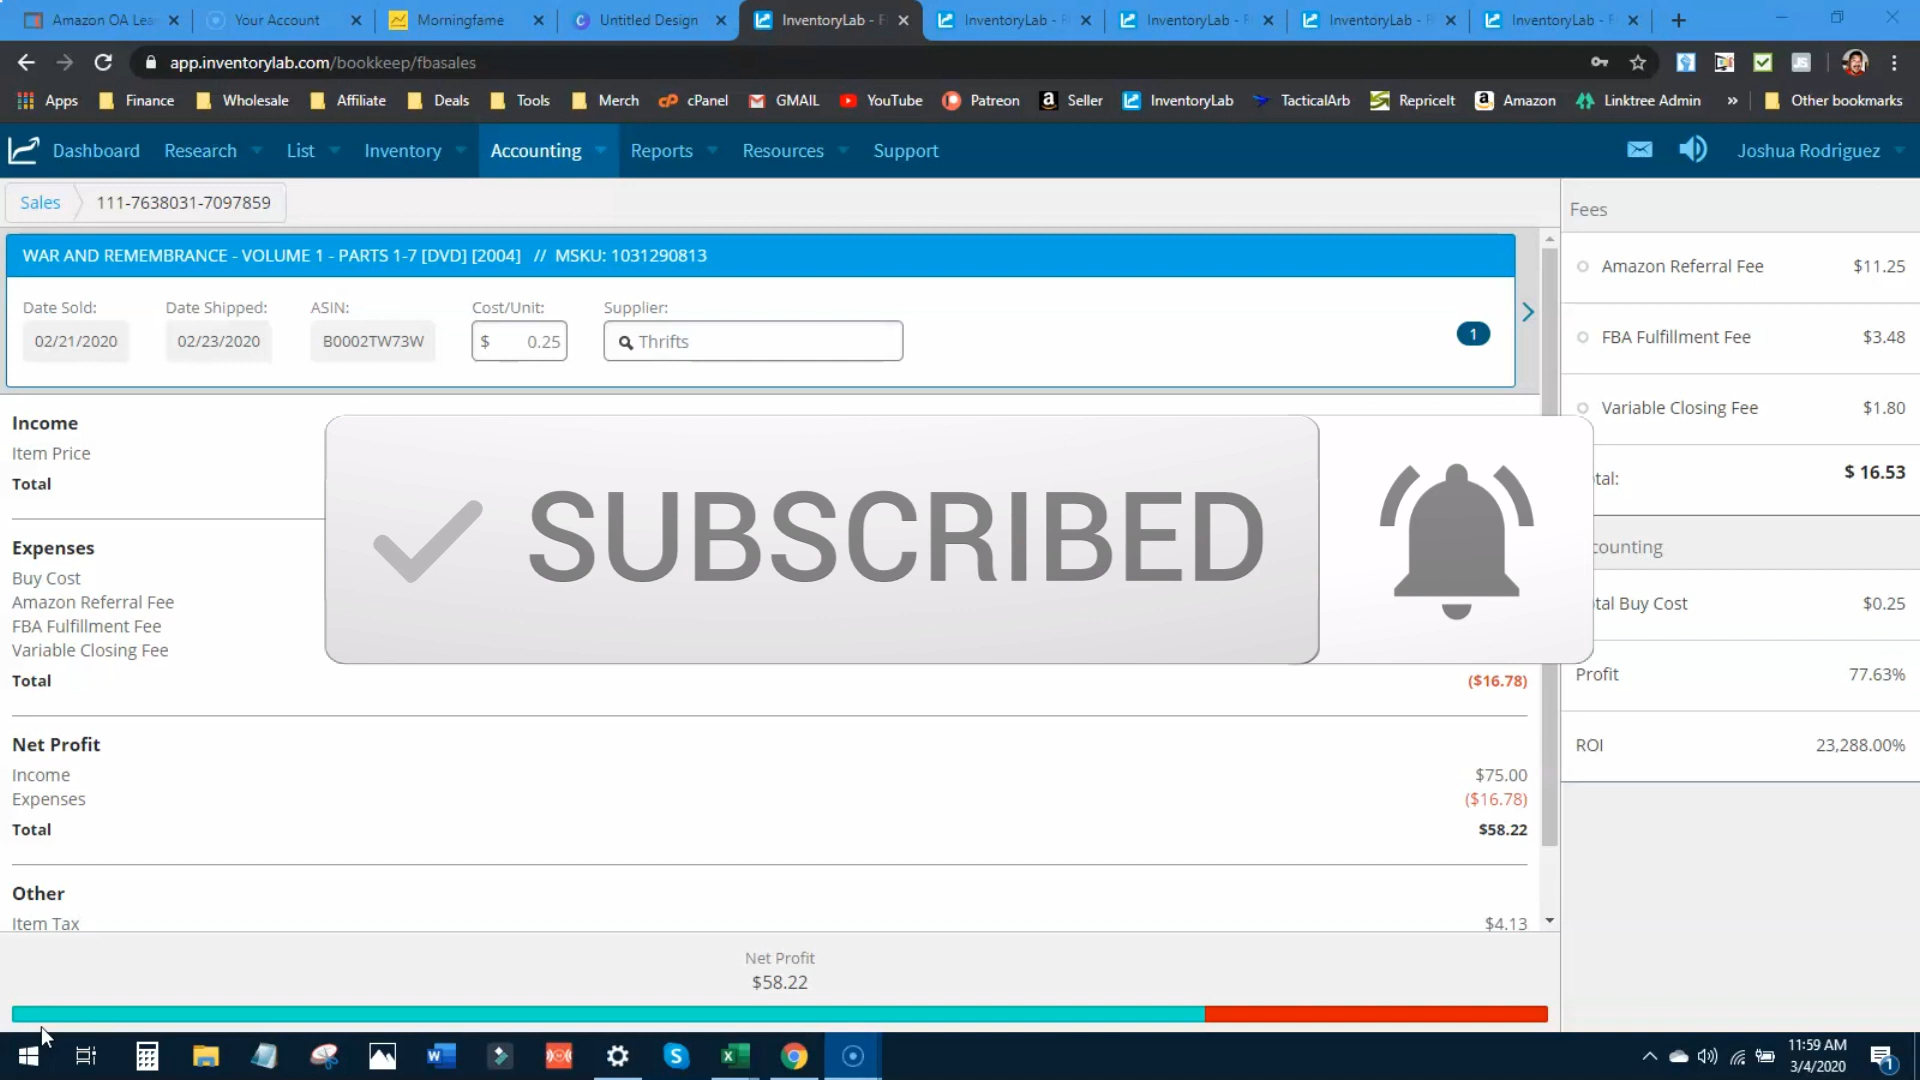 Amazon OA Lea
Your Account
Morningfame
Untitled Design
InventoryLab - F
InventoryLab -
InventoryLab - F
InventoryLab -
InventoryLab - F
app.inventorylab.com/bookkeep/fbasales
Apps
Finance
Wholesale
Affiliate
Deals
Tools
Merch
cPanel
GMAIL
YouTube
Patreon
Seller
InventoryLab
TacticalArb
RepriceIt
Amazon
Linktree Admin
»
Other bookmarks
Dashboard
Research
List
Inventory
Accounting
Reports
Resources
Support
Joshua Rodriguez
Sales
111-7638031-7097859
WAR AND REMEMBRANCE - VOLUME 1 - PARTS 1-7 [DVD] [2004] // MSKU: 1031290813
Date Sold:
Date Shipped:
ASIN:
Cost/Unit:
Supplier:
02/21/2020
02/23/2020
B0002TW73W
$ 0.25
Thrifts
1
Income
Item Price
Total
Expenses
Buy Cost
Amazon Referral Fee
FBA Fulfillment Fee
Variable Closing Fee
Total
($16.78)
SUBSCRIBED
Net Profit
Income $75.00
Expenses ($16.78)
Total $58.22
Other
Item Tax $4.13
Net Profit
$58.22
Fees
Amazon Referral Fee $11.25
FBA Fulfillment Fee $3.48
Variable Closing Fee $1.80
tal: $ 16.53
counting
tal Buy Cost $0.25
Profit 77.63%
ROI 23,288.00%
11:59 AM
3/4/2020
1